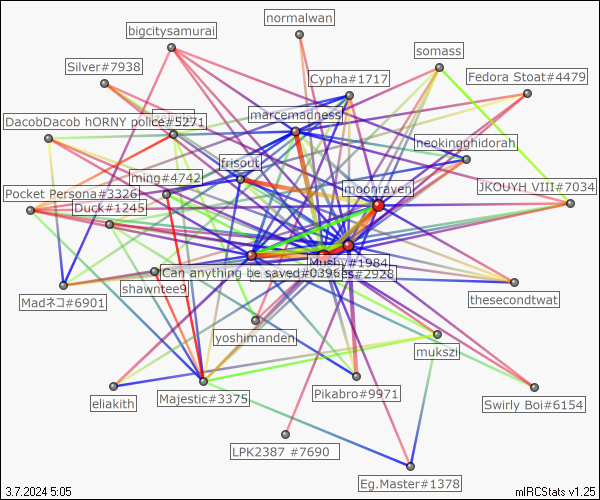 normalwan
bigcitysamurai
somass
Silver#7938
Cypha#1717
Fedora Stoat#4479
marcemadness
DacobDacob hORNY police#5271
neokingghidorah
frisout
ming#4742
moonraven
JKOUYH VIII#7034
Pocket Persona#3326
Duck#1245
Mushy#1984
Can anything be saved#0396
es#2928
shawntee9
Madネコ#6901
thesecondtwat
yoshimanden
mukszi
Pikabro#9971
eliakith
Majestic#3375
Swirly Boi#6154
LPK2387 #7690
Eg.Master#1378
3.7.2024 5:05
mIRCStats v1.25